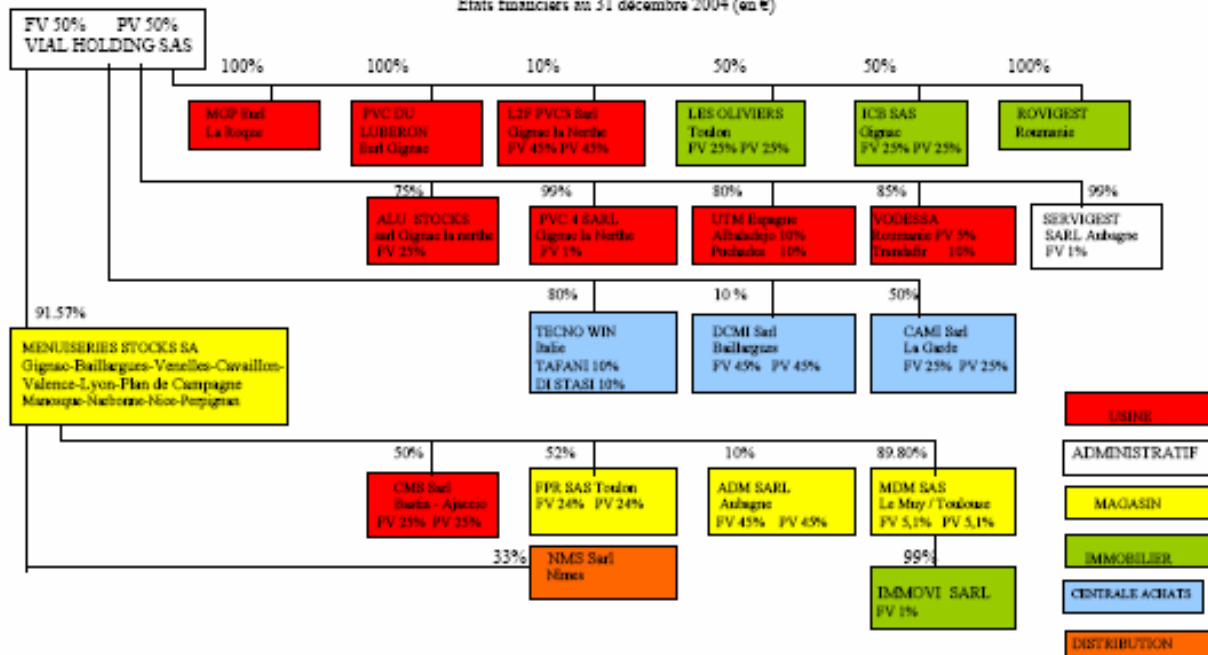 Etats financiers au 31 décembre 2004 (en €)
FV 50% PV 50%
VIAL HOLDING SAS
100%
100%
10%
50%
50%
100%
MGP Eurl
La Roque
PVC DU
LUBERON
Eurl Gignac
L2F PVC3 Sarl
Gignac la Nerthe
FV 45% PV 45%
LES OLIVIERS
Toulon
FV 25% PV 25%
ICB SAS
Gignac
FV 25% PV 25%
ROVIGEST
Roumanie
75%
99%
80%
85%
99%
ALU STOCKS
sarl Gignac la nerthe
FV 25%
PVC 4 SARL
Gignac la Nerthe
FV 1%
UTM Espagne
Albaladejo 10%
Puchades 10%
VODESSA
Roumanie PV 5%
Trandafir 10%
SERVIGEST
SARL Aubagne
FV 1%
91.57%
80%
10 %
50%
MENUISERIES STOCKS SA
Gignac-Baillargues-Venelles-Cavaillon-
Valence-Lyon-Plan de Campagne
Manosque-Narbonne-Nice-Perpignan
TECNO WIN
Italie
TAFANI 10%
DI STASI 10%
DCMI Sarl
Baillargues
FV 45% PV 45%
CAMI Sarl
La Garde
FV 25% PV 25%
50%
52%
10%
89.80%
CMS Sarl
Bastia - Ajaccio
FV 25% PV 25%
FPR SAS Toulon
FV 24% PV 24%
ADM SARL
Aubagne
FV 45% PV 45%
MDM SAS
Le Muy / Toulouse
FV 5,1% PV 5,1%
33%
NMS Sarl
Nîmes
99%
IMMOVI SARL
FV 1%
USINE
ADMINISTRATIF
MAGASIN
IMMOBILIER
CENTRALE ACHATS
DISTRIBUTION